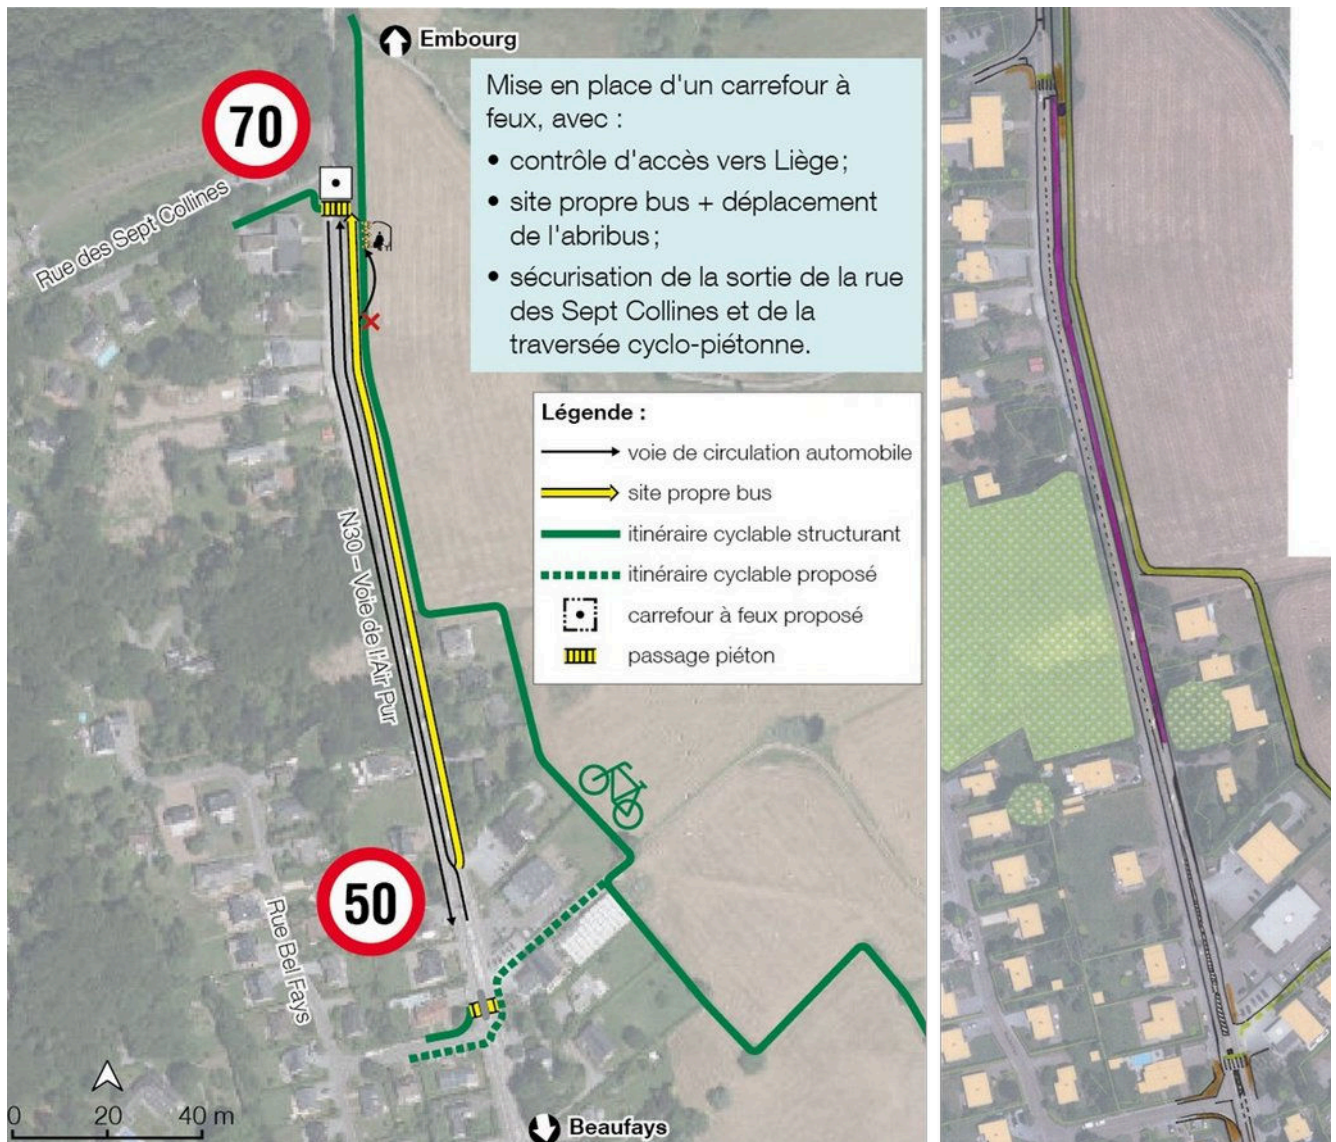 Embourg
70
Mise en place d'un carrefour à
feux, avec :
• contrôle d'accès vers Liège;
• site propre bus + déplacement
de l'abribus;
• sécurisation de la sortie de la rue
des Sept Collines et de la
traversée cyclo-piétonne.
Rue des Sept Collines
Légende :
voie de circulation automobile
site propre bus
itinéraire cyclable structurant
itinéraire cyclable proposé
carrefour à feux proposé
passage piéton
N30 – Voie de l'Air Pur
50
Rue Bel Fays
0 20 40 m
Beaufays